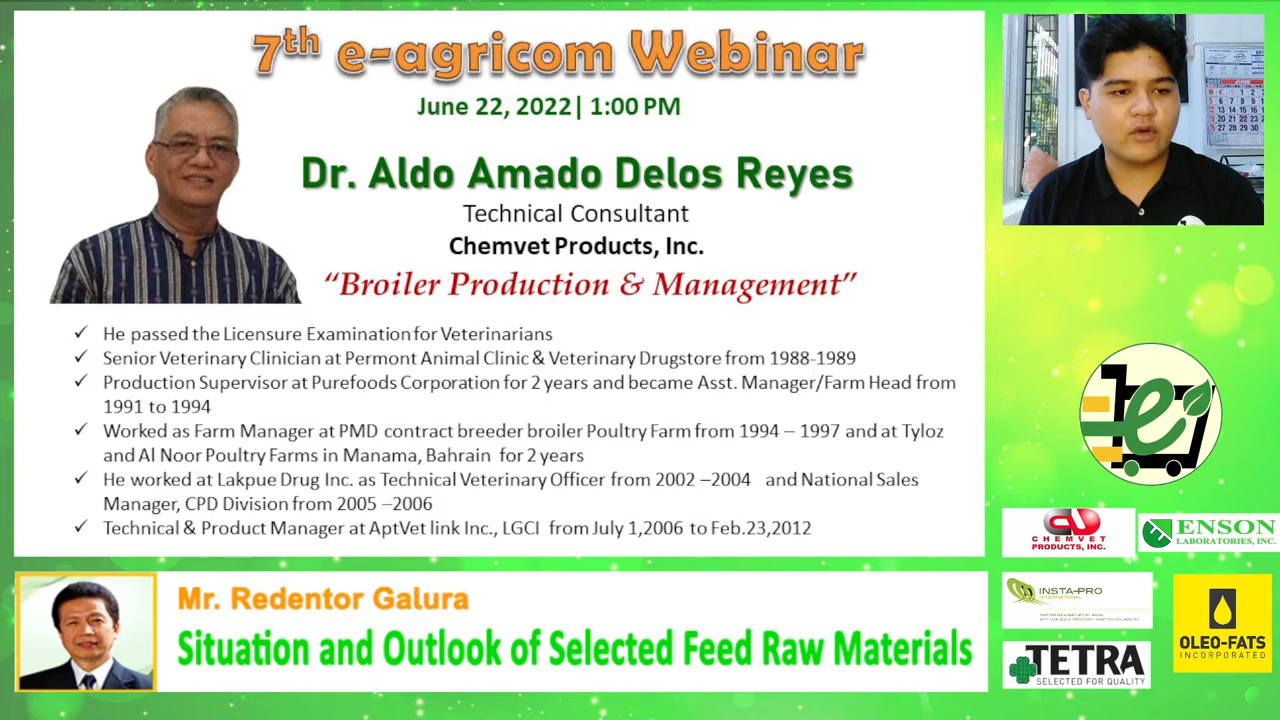 7th e-agricom Webinar
June 22, 2022| 1:00 PM
Dr. Aldo Amado Delos Reyes
Technical Consultant
Chemvet Products, Inc.
“Broiler Production & Management”
✓ He passed the Licensure Examination for Veterinarians
✓ Senior Veterinary Clinician at Permont Animal Clinic & Veterinary Drugstore from 1988-1989
✓ Production Supervisor at Purefoods Corporation for 2 years and became Asst. Manager/Farm Head from
1991 to 1994
✓ Worked as Farm Manager at PMD contract breeder broiler Poultry Farm from 1994 – 1997 and at Tyloz
and Al Noor Poultry Farms in Manama, Bahrain for 2 years
✓ He worked at Lakpue Drug Inc. as Technical Veterinary Officer from 2002 –2004 and National Sales
Manager, CPD Division from 2005 –2006
✓ Technical & Product Manager at AptVet link Inc., LGCI from July 1,2006 to Feb.23,2012
Mr. Redentor Galura
Situation and Outlook of Selected Feed Raw Materials
JUNE
e
CHEMVET
PRODUCTS, INC.
ENSON
LABORATORIES, INC.
INSTA-PRO
INTERNATIONAL
TETRA
SELECTED FOR QUALITY
OLEO-FATS
INCORPORATED